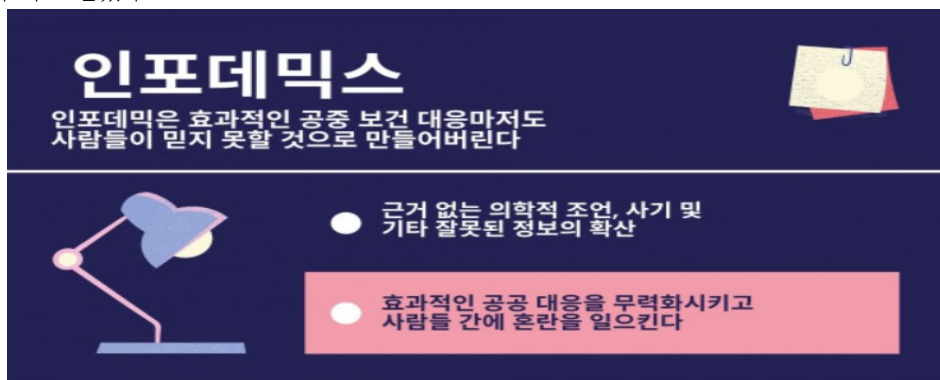 인포데믹스
인포데믹은 효과적인 공중 보건 대응마저도
사람들이 믿지 못할 것으로 만들어버린다
근거 없는 의학적 조언, 사기 및
기타 잘못된 정보의 확산
효과적인 공공 대응을 무력화시키고
사람들 간에 혼란을 일으킨다